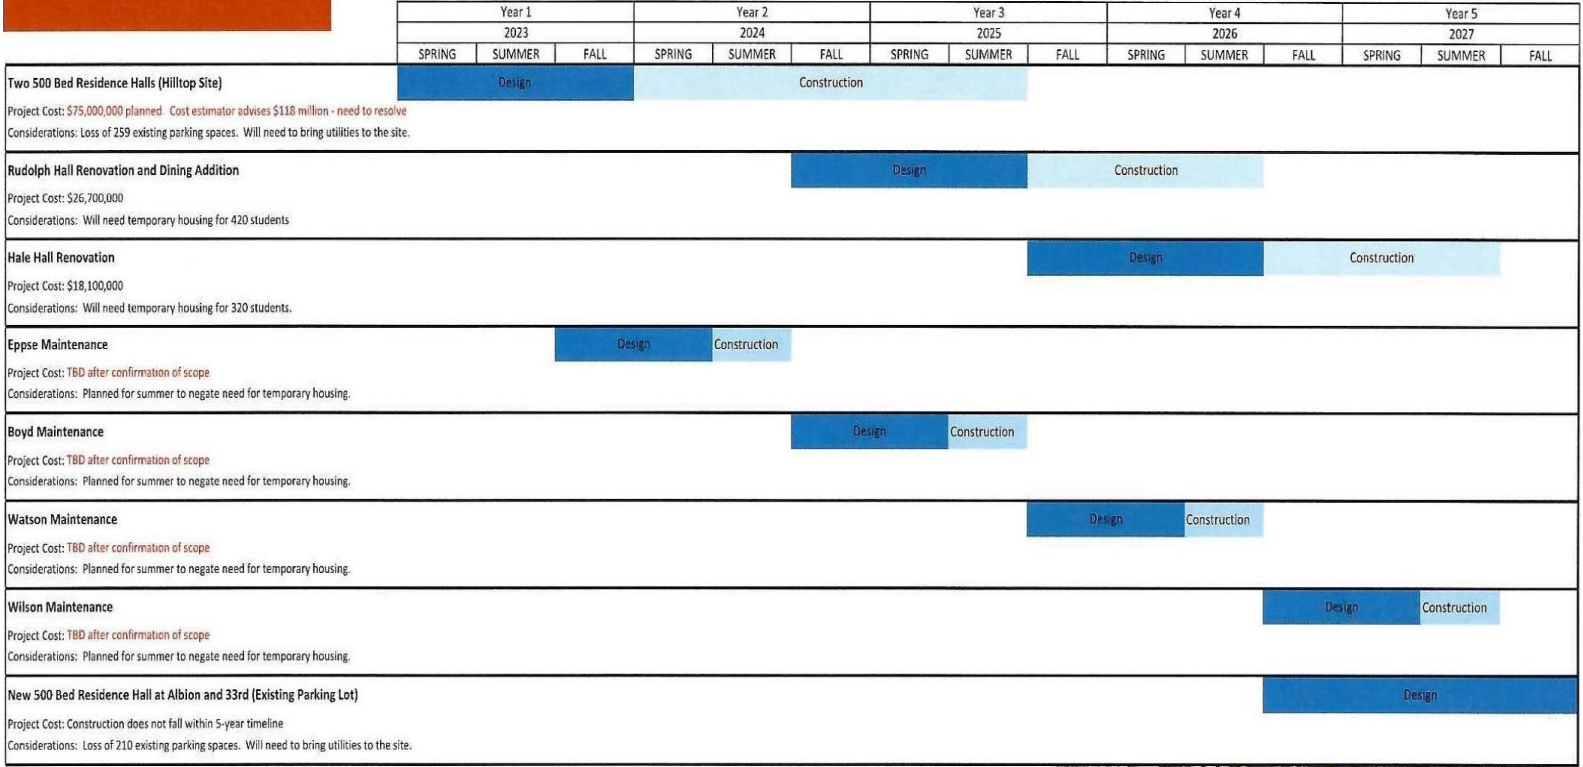 Year 1 Year 2 Year 3 Year 4 Year 5
2023 2024 2025 2026 2027
SPRING SUMMER FALL SPRING SUMMER FALL SPRING SUMMER FALL SPRING SUMMER FALL SPRING SUMMER FALL
Two 500 Bed Residence Halls (Hilltop Site) Design Construction
Project Cost: $75,000,000 planned. Cost estimator advises $118 million - need to resolve
Considerations: Loss of 259 existing parking spaces. Will need to bring utilities to the site.
Rudolph Hall Renovation and Dining Addition Design Construction
Project Cost: $26,700,000
Considerations: Will need temporary housing for 420 students
Hale Hall Renovation Design Construction
Project Cost: $18,100,000
Considerations: Will need temporary housing for 320 students.
Eppse Maintenance Design Construction
Project Cost: TBD after confirmation of scope
Considerations: Planned for summer to negate need for temporary housing.
Boyd Maintenance Design Construction
Project Cost: TBD after confirmation of scope
Considerations: Planned for summer to negate need for temporary housing.
Watson Maintenance Design Construction
Project Cost: TBD after confirmation of scope
Considerations: Planned for summer to negate need for temporary housing.
Wilson Maintenance Design Construction
Project Cost: TBD after confirmation of scope
Considerations: Planned for summer to negate need for temporary housing.
New 500 Bed Residence Hall at Albion and 33rd (Existing Parking Lot) Design
Project Cost: Construction does not fall within 5-year timeline
Considerations: Loss of 210 existing parking spaces. Will need to bring utilities to the site.